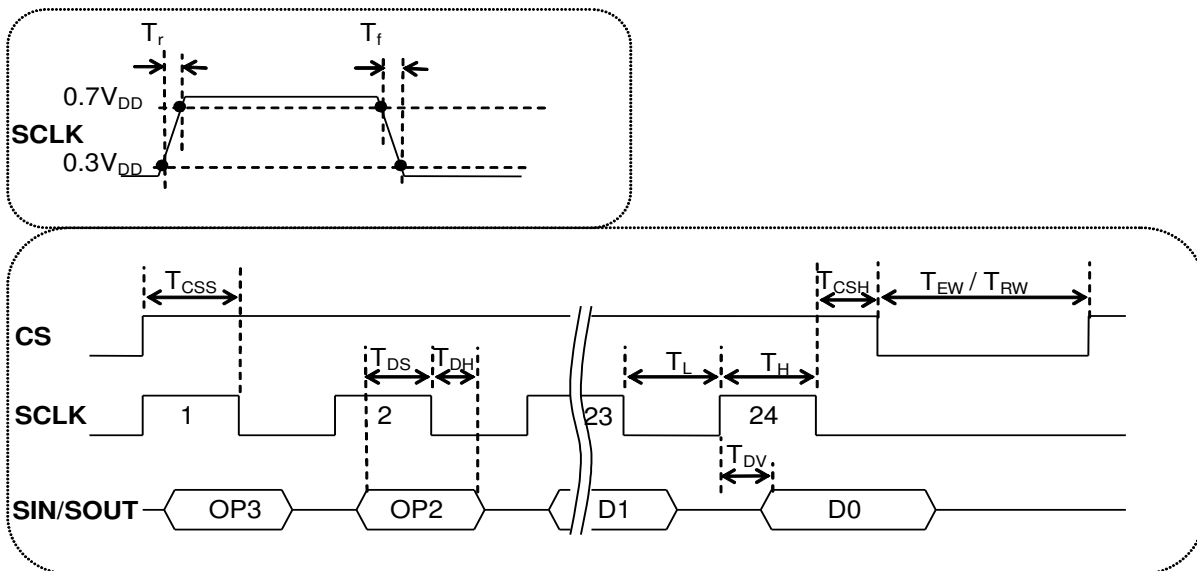 Tr Tf
0.7VDD
SCLK
0.3VDD
TCSS TCSH TEW / TRW
CS
TDS TDH TL TH
SCLK 1 2 23 24
TDV
SIN/SOUT OP3 OP2 D1 D0